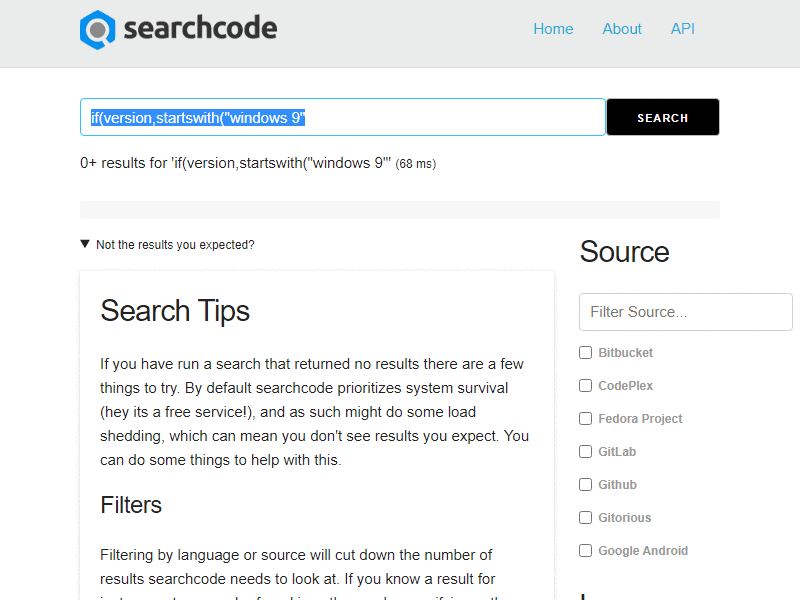 searchcode
Home About API
if(version,startswith("windows 9"
SEARCH
0+ results for 'if(version,startswith("windows 9"' (68 ms)
▼ Not the results you expected?
Source
Search Tips
Filter Source...
If you have run a search that returned no results there are a few
things to try. By default searchcode prioritizes system survival
(hey its a free service!), and as such might do some load
shedding, which can mean you don't see results you expect. You
can do some things to help with this.
Bitbucket
CodePlex
Fedora Project
GitLab
Github
Gitorious
Google Android
Filters
Filtering by language or source will cut down the number of
results searchcode needs to look at. If you know a result for